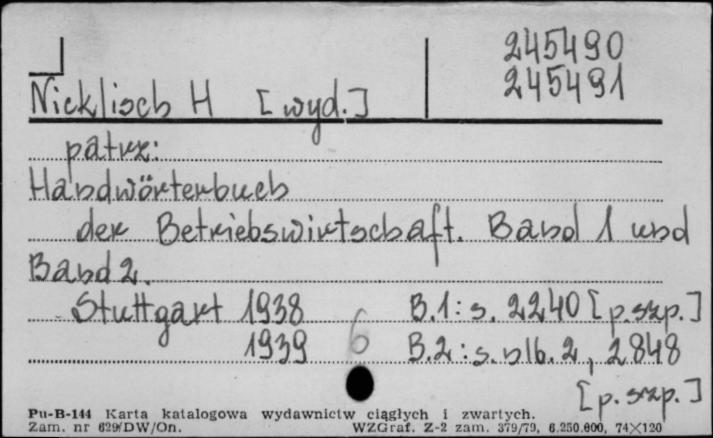 245490
245491
Nicklisch H [wyd.]
patrz:
Handwörterbuch
der Betriebswirtschaft. Band 1 und
Band 2.
Stuttgart 1938 B.1: s. 2240 [p.szp.]
1939 6 B.2: s. nlb. 2, 2848
[p. szp.]
Pu-B-144 Karta katalogowa wydawnictw ciągłych i zwartych.
Zam. nr 629/DW/On. WZGraf. Z-2 zam. 379/79, 6.250.000, 74×120